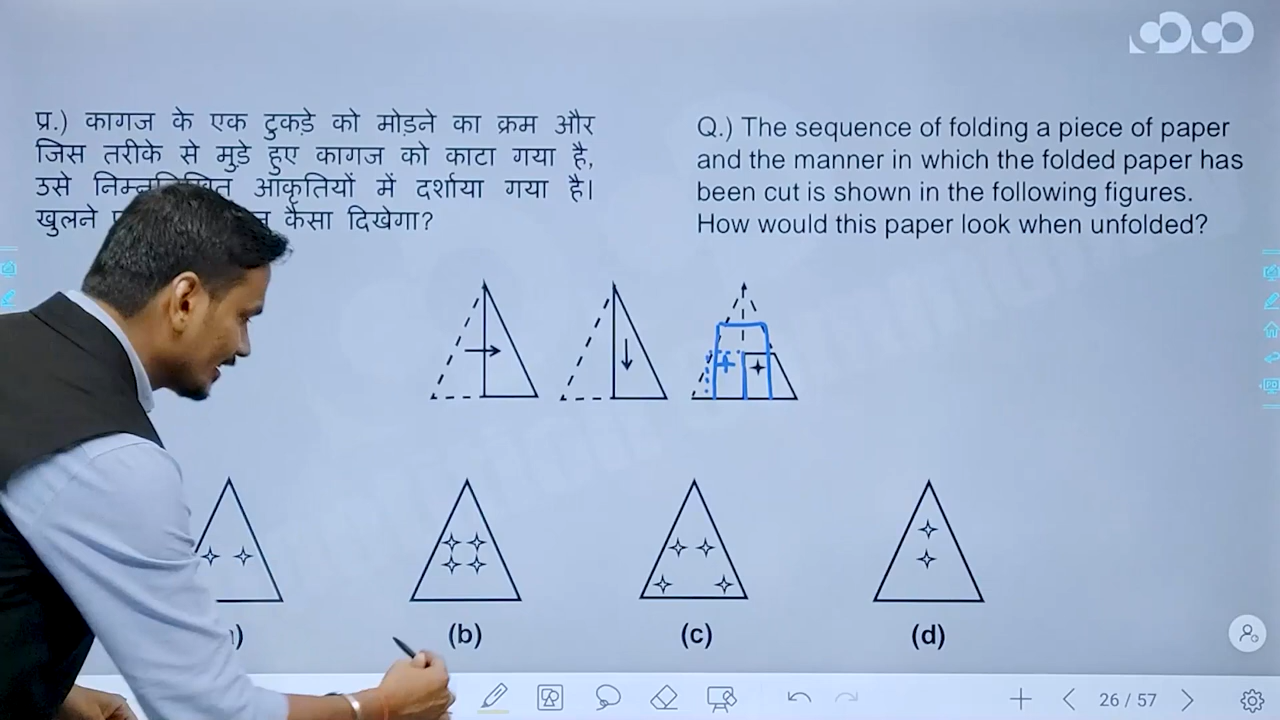 प्र.) कागज के एक टुकड़े को मोड़ने का क्रम और
जिस तरीके से मुड़े हुए कागज को काटा गया है,
उसे आकृतियों में दर्शाया गया है।
खुलने कैसा दिखेगा?
Q.) The sequence of folding a piece of paper
and the manner in which the folded paper has
been cut is shown in the following figures.
How would this paper look when unfolded?
(b)
(c)
(d)
26 / 57